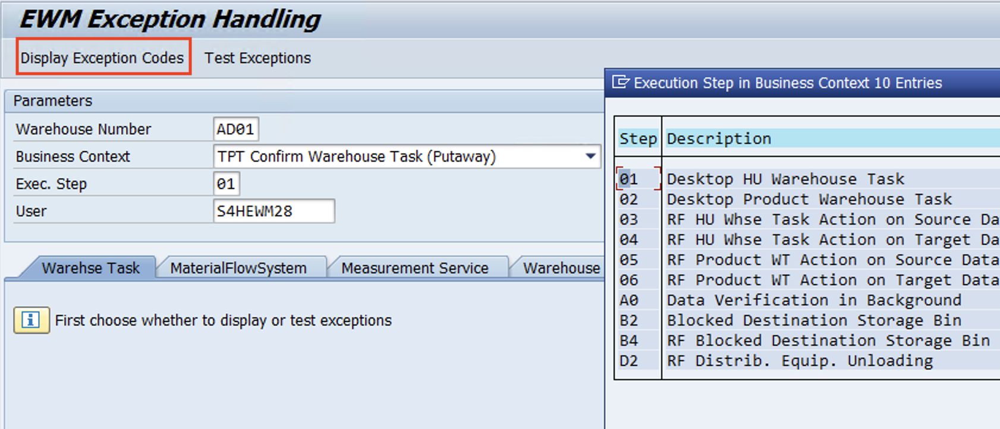 EWM Exception Handling
Display Exception Codes Test Exceptions
Parameters
Warehouse Number AD01
Business Context TPT Confirm Warehouse Task (Putaway)
Exec. Step 01
User S4HEWM28
Warehse Task MaterialFlowSystem Measurement Service Warehouse
First choose whether to display or test exceptions
Execution Step in Business Context 10 Entries
Step Description
01 Desktop HU Warehouse Task
02 Desktop Product Warehouse Task
03 RF HU Whse Task Action on Source Da
04 RF HU Whse Task Action on Target Da
05 RF Product WT Action on Source Data
06 RF Product WT Action on Target Data
A0 Data Verification in Background
B2 Blocked Destination Storage Bin
B4 RF Blocked Destination Storage Bin
D2 RF Distrib. Equip. Unloading